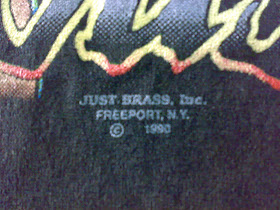 JUST BRASS, Inc.
FREEPORT, N.Y.
© 1990